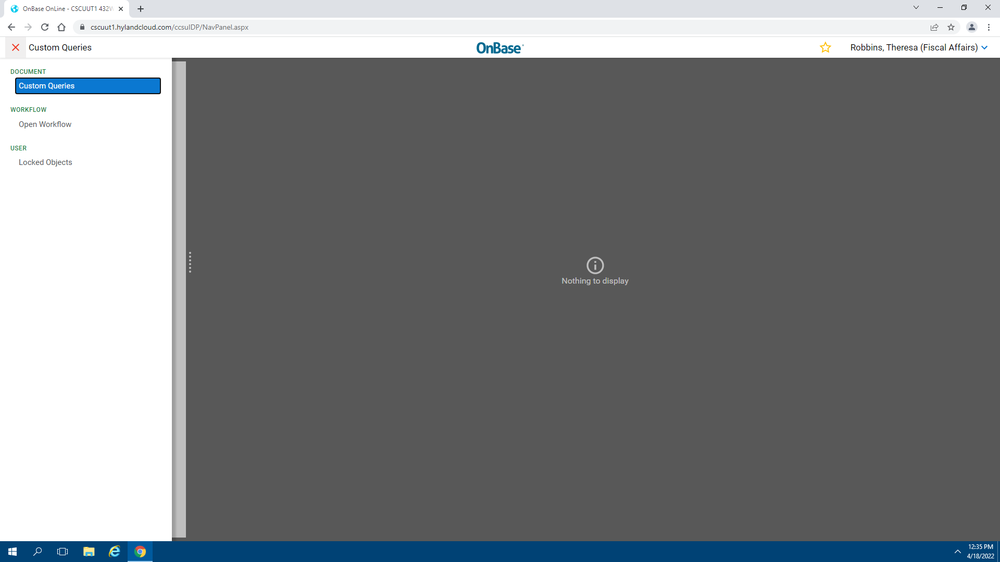 OnBase OnLine - CSCUUT1 432W
cscuut1.hylandcloud.com/ccsuIDP/NavPanel.aspx
Custom Queries
OnBase
Robbins, Theresa (Fiscal Affairs)
DOCUMENT
Custom Queries
WORKFLOW
Open Workflow
USER
Locked Objects
Nothing to display
12:35 PM
4/18/2022